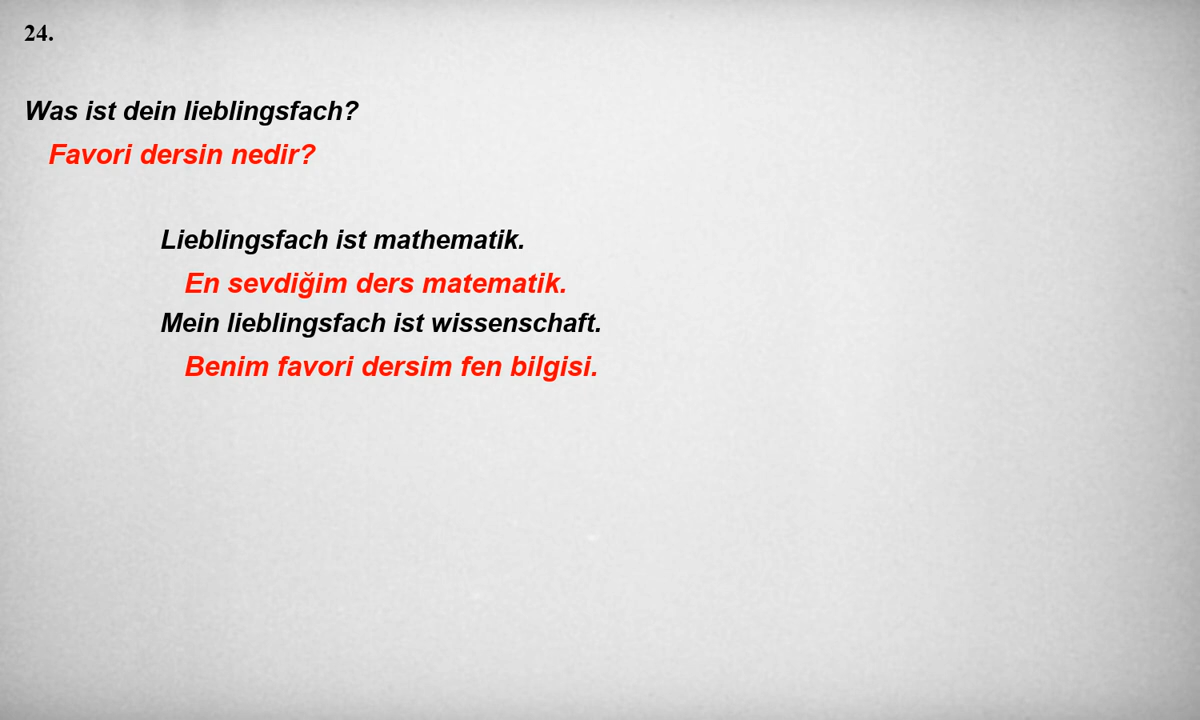 24.
Was ist dein lieblingsfach?
Favori dersin nedir?
Lieblingsfach ist mathematik.
En sevdiğim ders matematik.
Mein lieblingsfach ist wissenschaft.
Benim favori dersim fen bilgisi.